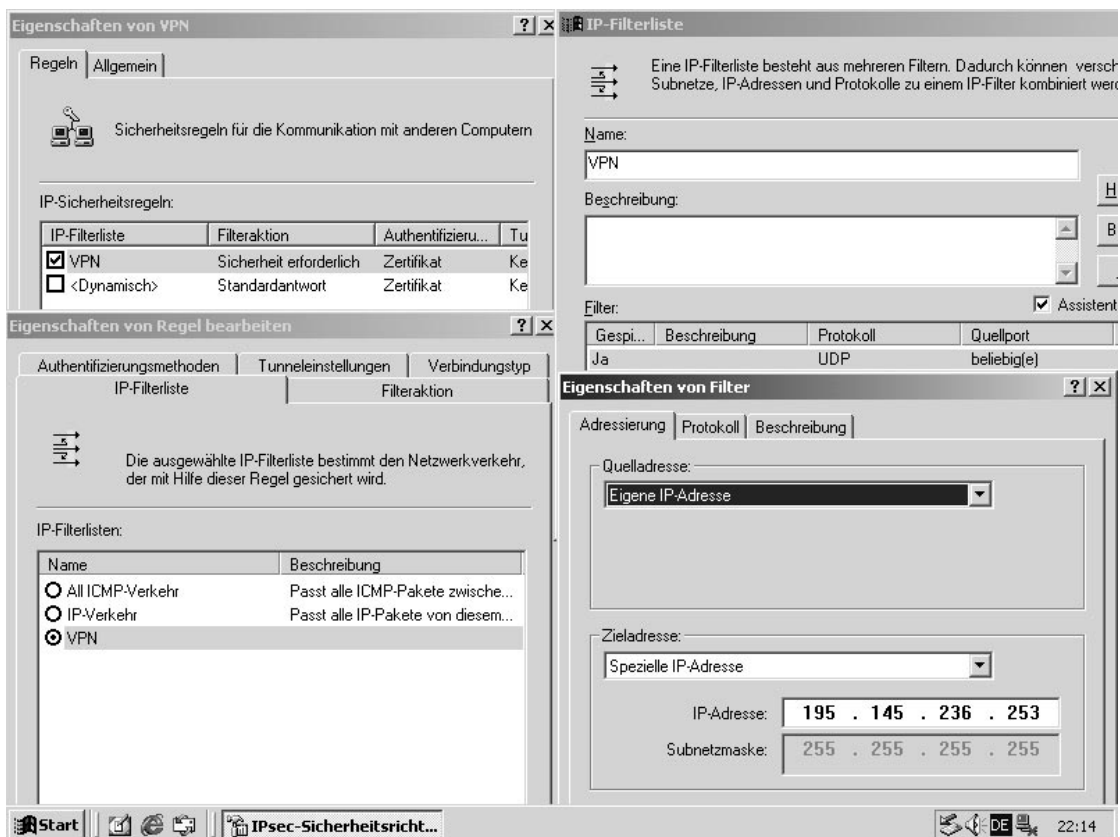 Eigenschaften von VPN
Regeln
Allgemein
Sicherheitsregeln für die Kommunikation mit anderen Computern
IP-Sicherheitsregeln:
IP-Filterliste Filteraktion Authentifizieru... Tu
VPN Sicherheit erforderlich Zertifikat Ke
<Dynamisch> Standardantwort Zertifikat Ke
IP-Filterliste
Eine IP-Filterliste besteht aus mehreren Filtern. Dadurch können versch
Subnetze, IP-Adressen und Protokolle zu einem IP-Filter kombiniert werd
Name:
VPN
H
Beschreibung:
B
Filter:
Assistent
Gespi... Beschreibung Protokoll Quellport
Ja UDP beliebig(e)
Eigenschaften von Regel bearbeiten
Authentifizierungsmethoden Tunneleinstellungen Verbindungstyp
IP-Filterliste Filteraktion
Die ausgewählte IP-Filterliste bestimmt den Netzwerkverkehr,
der mit Hilfe dieser Regel gesichert wird.
IP-Filterlisten:
Name Beschreibung
All ICMP-Verkehr Passt alle ICMP-Pakete zwische...
IP-Verkehr Passt alle IP-Pakete von diesem...
VPN
Eigenschaften von Filter
Adressierung Protokoll Beschreibung
Quelladresse:
Eigene IP-Adresse
Zieladresse:
Spezielle IP-Adresse
IP-Adresse: 195 . 145 . 236 . 253
Subnetzmaske: 255 . 255 . 255 . 255
Start
IPsec-Sicherheitsricht...
DE
22:14